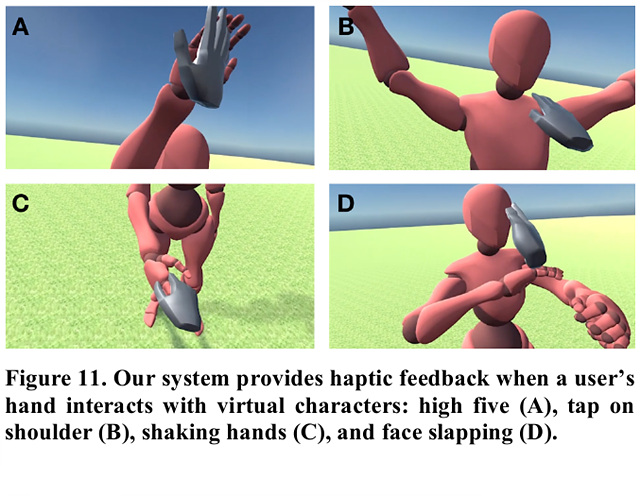 A
B
C
D
Figure 11. Our system provides haptic feedback when a user’s
hand interacts with virtual characters: high five (A), tap on
shoulder (B), shaking hands (C), and face slapping (D).